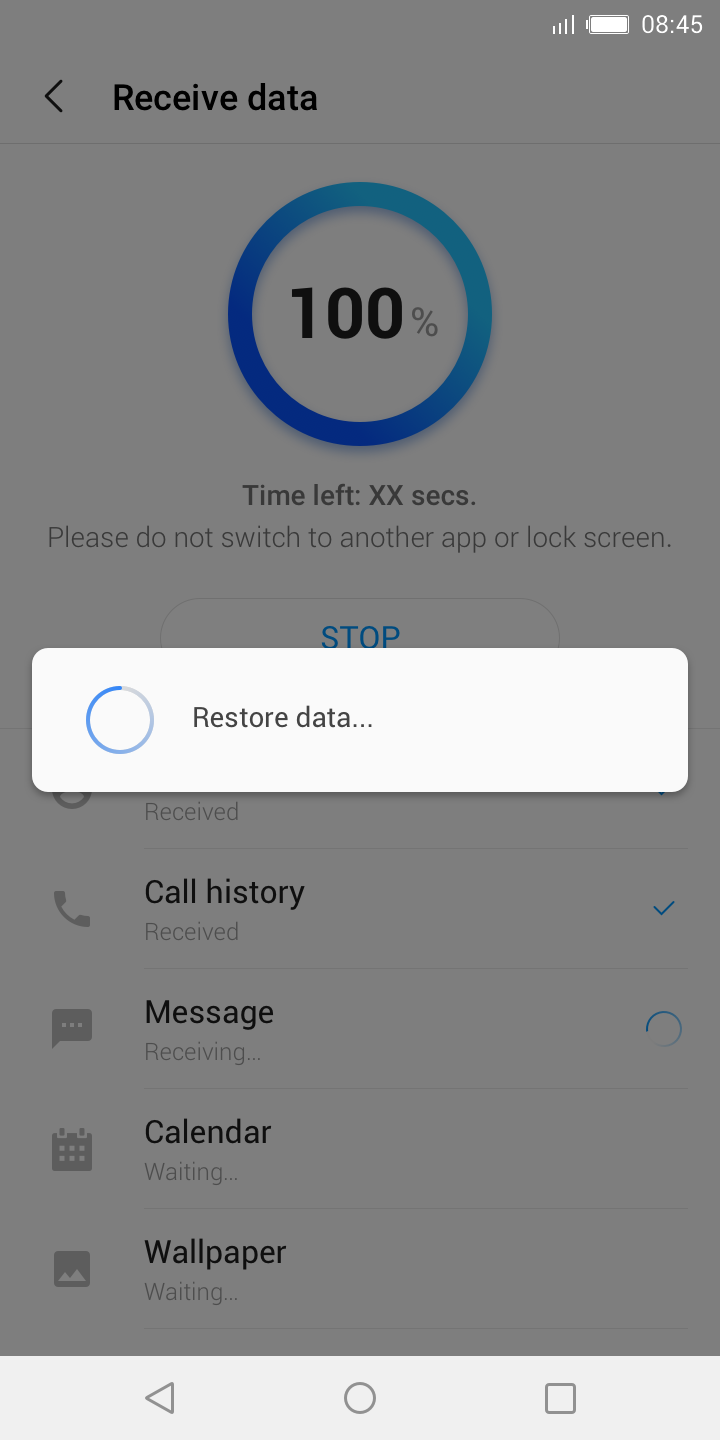 08:45
Receive data
100 %
Time left: XX secs.
Please do not switch to another app or lock screen.
STOP
Restore data...
Received
Call history
Received
Message
Receiving...
Calendar
Waiting...
Wallpaper
Waiting...